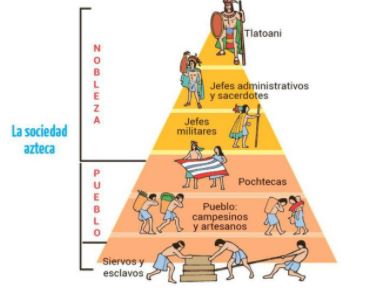 Tlatoani
NOBLEZA
Jefes administrativos
y sacerdotes
Jefes
militares
La sociedad
azteca
Pochtecas
PUEBLO
Pueblo:
campesinos
y artesanos
Siervos y
esclavos